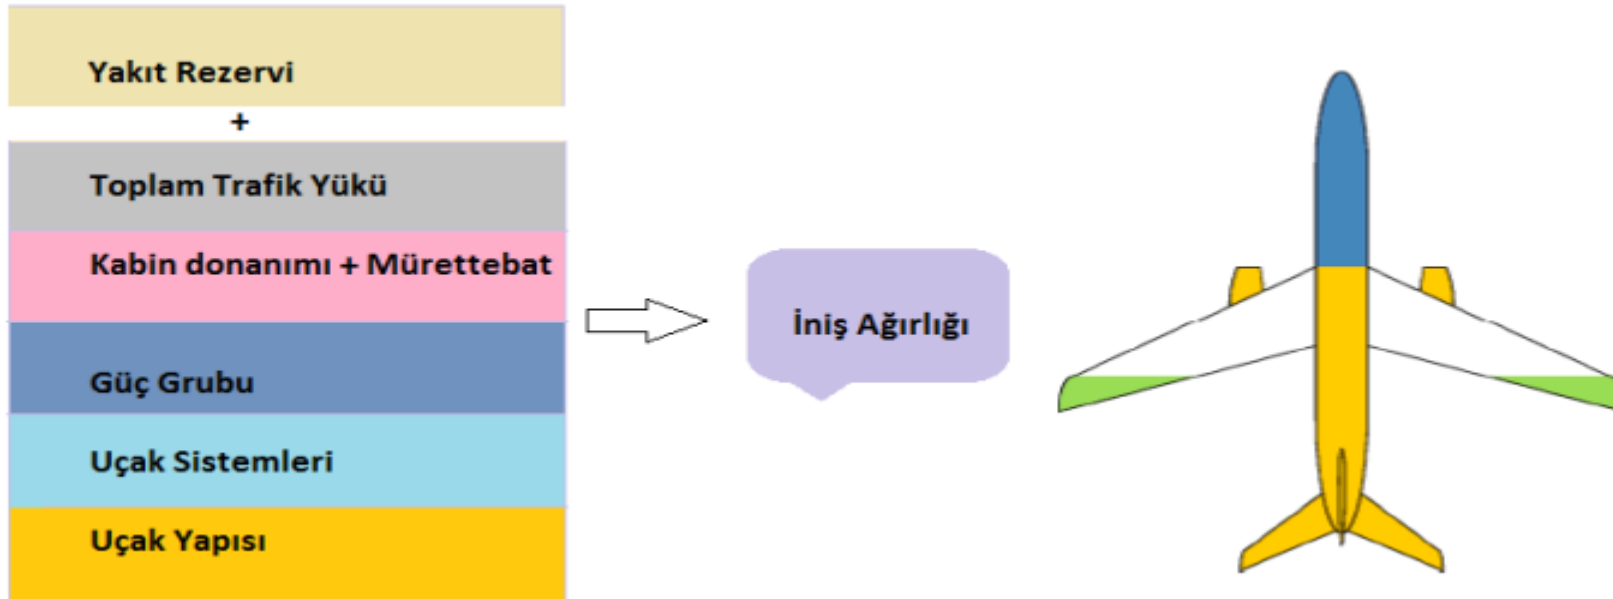 Yakıt Rezervi
+
Toplam Trafik Yükü
Kabin donanımı + Mürettebat
Güç Grubu
Uçak Sistemleri
Uçak Yapısı
İniş Ağırlığı